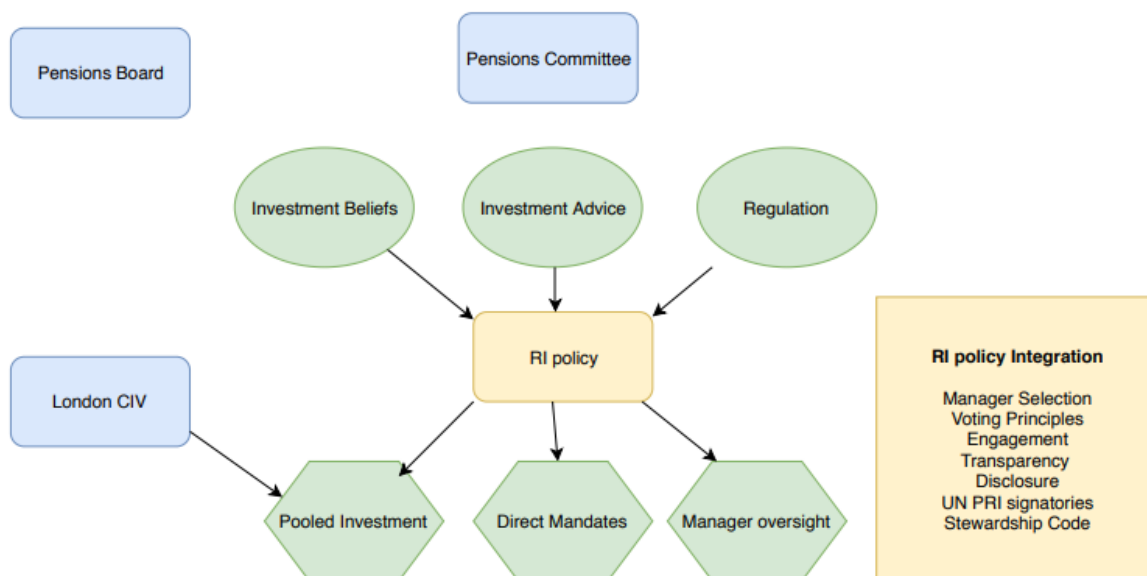 Pensions Board
Pensions Committee
Investment Beliefs
Investment Advice
Regulation
RI policy
London CIV
RI policy Integration
Manager Selection
Voting Principles
Engagement
Transparency
Disclosure
UN PRI signatories
Stewardship Code
Pooled Investment
Direct Mandates
Manager oversight